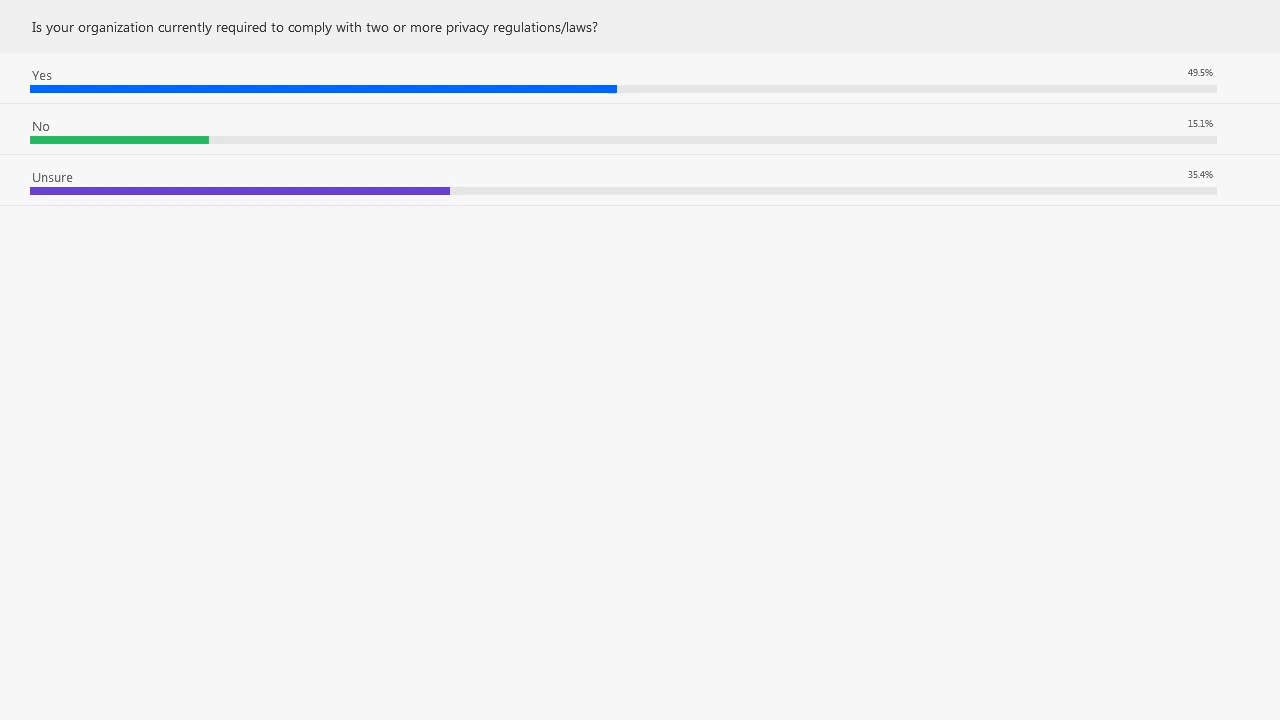 Is your organization currently required to comply with two or more privacy regulations/laws?
Yes
49.5%
No
15.1%
Unsure
35.4%